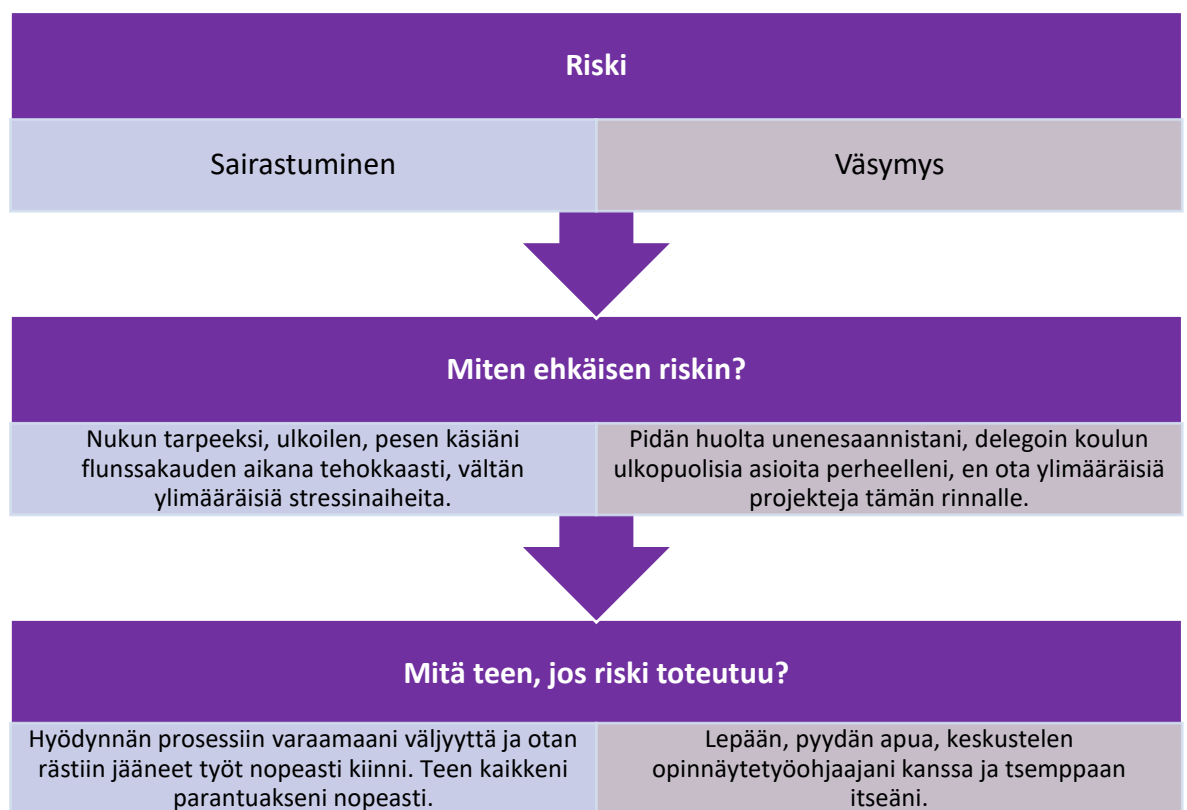 Riski
Sairastuminen
Väsymys
Miten ehkäisen riskin?
Nukun tarpeeksi, ulkoilen, pesen käsiäni
flunssakauden aikana tehokkaasti, vältän
ylimääräisiä stressinaiheita.
Pidän huolta unenesaannistani, delegoin koulun
ulkopuolisia asioita perheelleni, en ota ylimääräisiä
projekteja tämän rinnalle.
Mitä teen, jos riski toteutuu?
Hyödynnän prosessiin varaamaani väljyyttä ja otan
rästiin jääneet työt nopeasti kiinni. Teen kaikkeni
parantuakseni nopeasti.
Lepään, pyydän apua, keskustelen
opinnäytetyöohjaajani kanssa ja tsemppaan
itseäni.